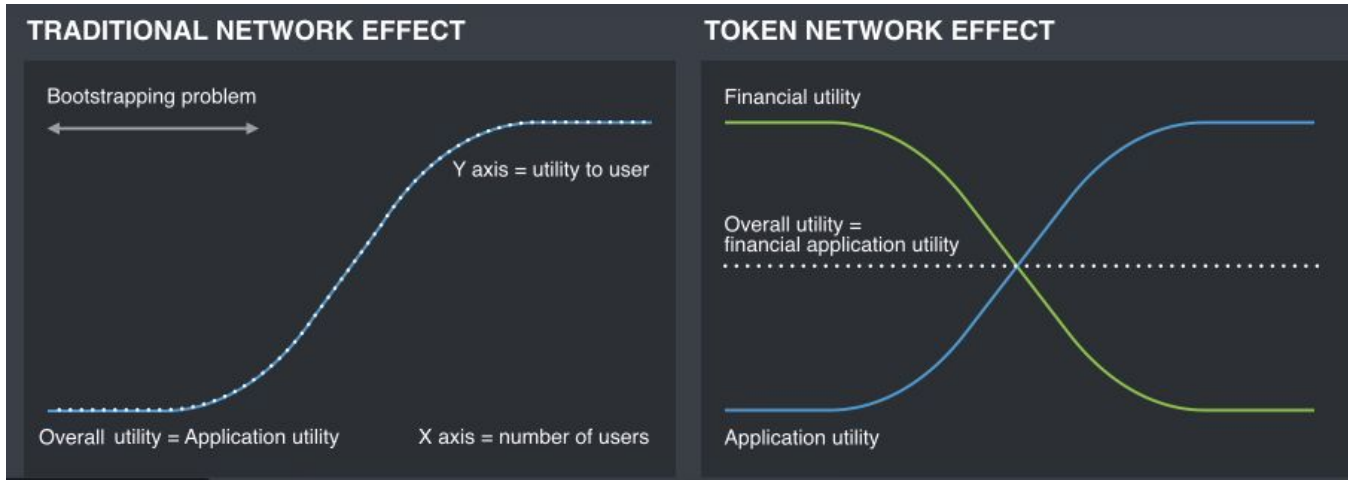 TRADITIONAL NETWORK EFFECT
Bootstrapping problem
Y axis = utility to user
Overall utility = Application utility
X axis = number of users
TOKEN NETWORK EFFECT
Financial utility
Overall utility =
financial application utility
Application utility